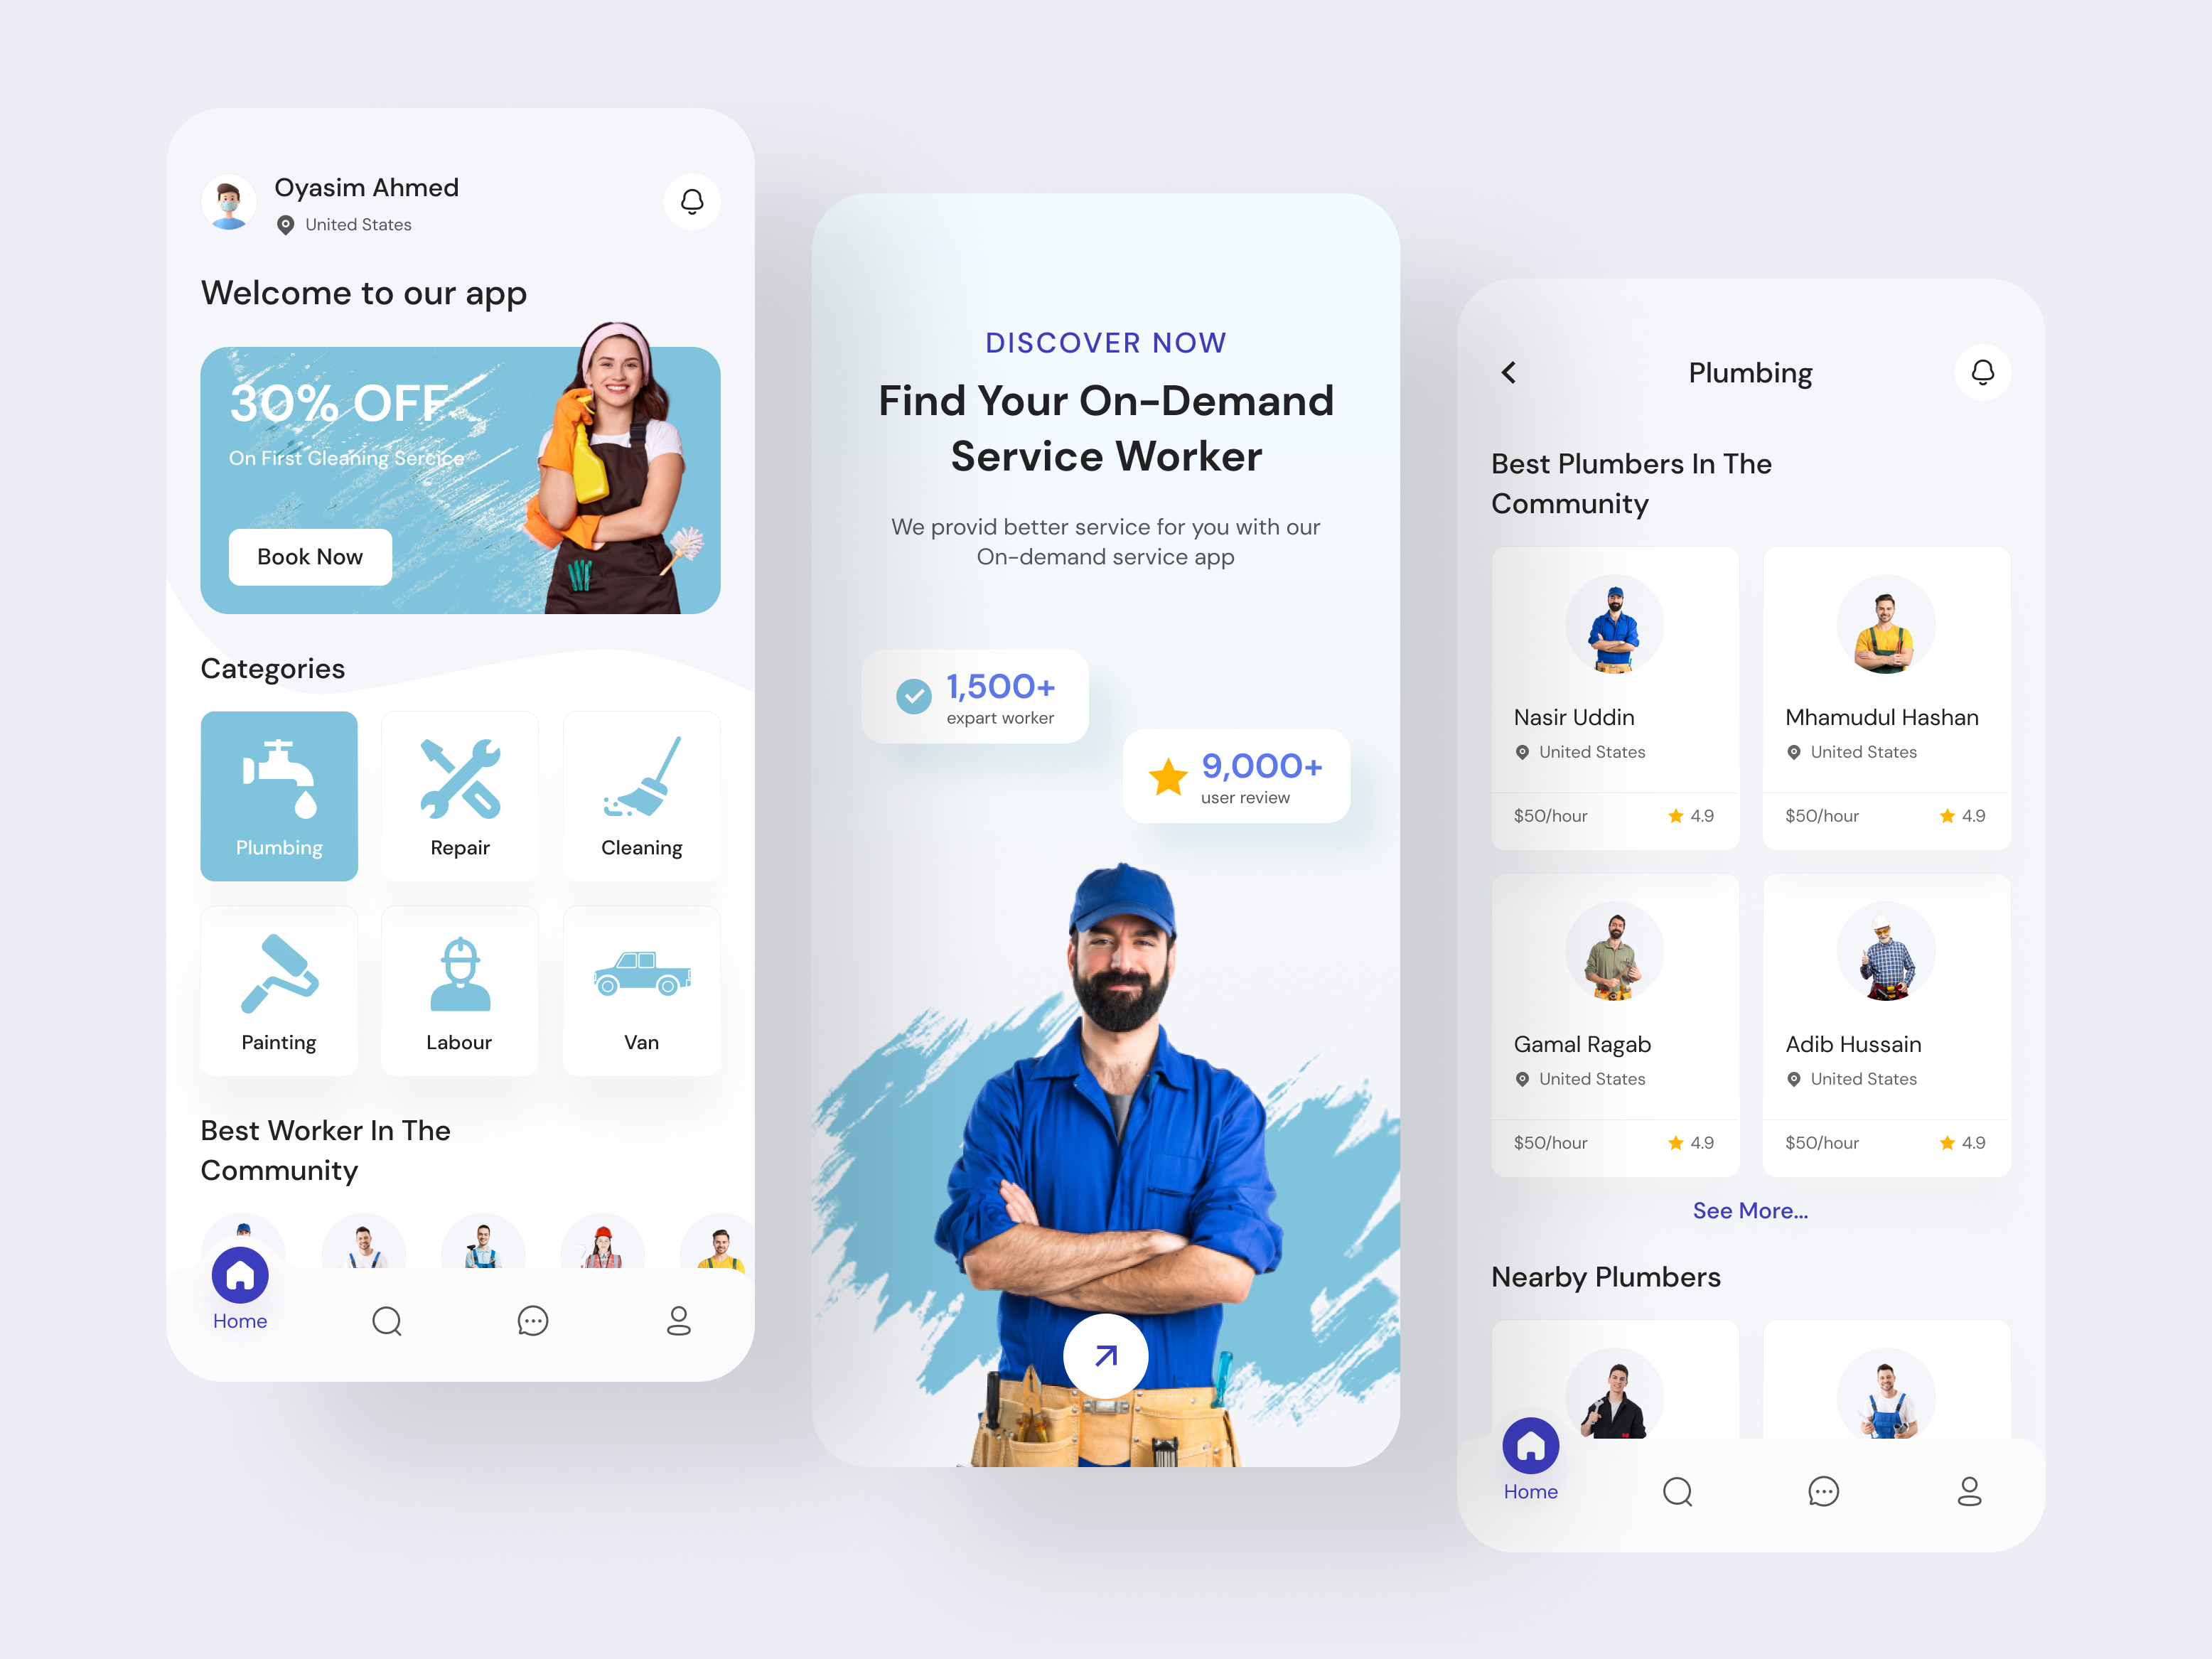 Oyasim Ahmed
United States
Welcome to our app
30% OFF
On First Cleaning Sercice
Book Now
Categories
Plumbing
Repair
Cleaning
Painting
Labour
Van
Best Worker In The
Community
Home
DISCOVER NOW
Find Your On-Demand
Service Worker
We provid better service for you with our
On-demand service app
1,500+
expart worker
9,000+
user review
Plumbing
Best Plumbers In The
Community
Nasir Uddin
United States
$50/hour
4.9
Mhamudul Hashan
United States
$50/hour
4.9
Gamal Ragab
United States
$50/hour
4.9
Adib Hussain
United States
$50/hour
4.9
See More...
Nearby Plumbers
Home